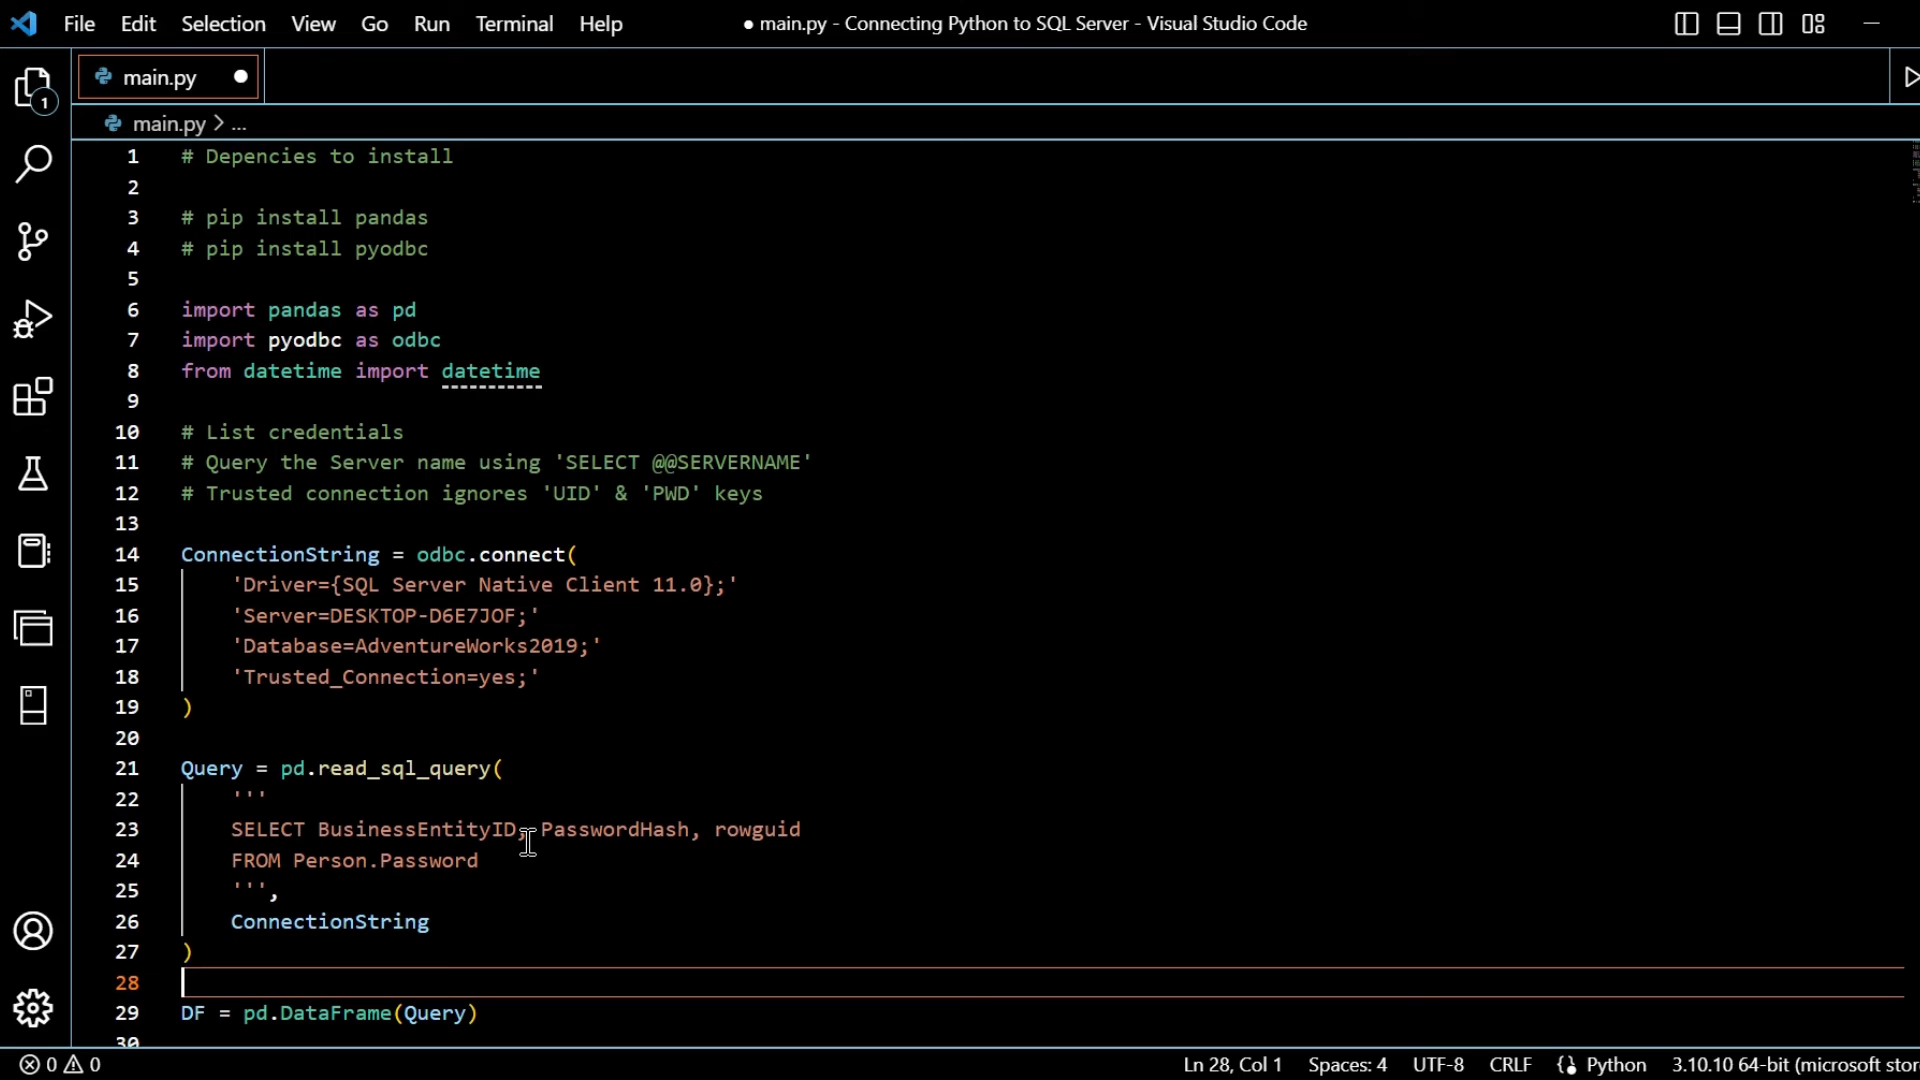 File Edit Selection View Go Run Terminal Help ● main.py - Connecting Python to SQL Server - Visual Studio Code
main.py
main.py > ...
1 # Depencies to install
2
3 # pip install pandas
4 # pip install pyodbc
5
6 import pandas as pd
7 import pyodbc as odbc
8 from datetime import datetime
9
10 # List credentials
11 # Query the Server name using 'SELECT @@SERVERNAME'
12 # Trusted connection ignores 'UID' & 'PWD' keys
13
14 ConnectionString = odbc.connect(
15 'Driver={SQL Server Native Client 11.0};'
16 'Server=DESKTOP-D6E7JOF;'
17 'Database=AdventureWorks2019;'
18 'Trusted_Connection=yes;'
19 )
20
21 Query = pd.read_sql_query(
22 '''
23 SELECT BusinessEntityID, PasswordHash, rowguid
24 FROM Person.Password
25 ''',
26 ConnectionString
27 )
28
29 DF = pd.DataFrame(Query)
30
1
0 0 Ln 28, Col 1 Spaces: 4 UTF-8 CRLF Python 3.10.10 64-bit (microsoft stor